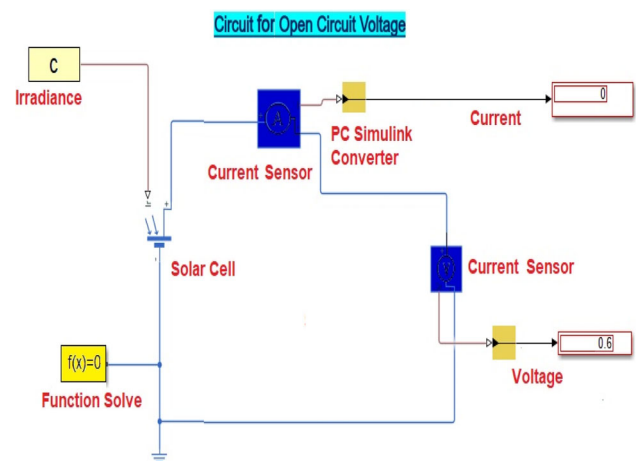 Circuit for Open Circuit Voltage
C
Irradiance
A
Current Sensor
PC Simulink
Converter
Current
0
Ir
+
Solar Cell
-
V
Current Sensor
f(x)=0
Function Solve
Voltage
0.6